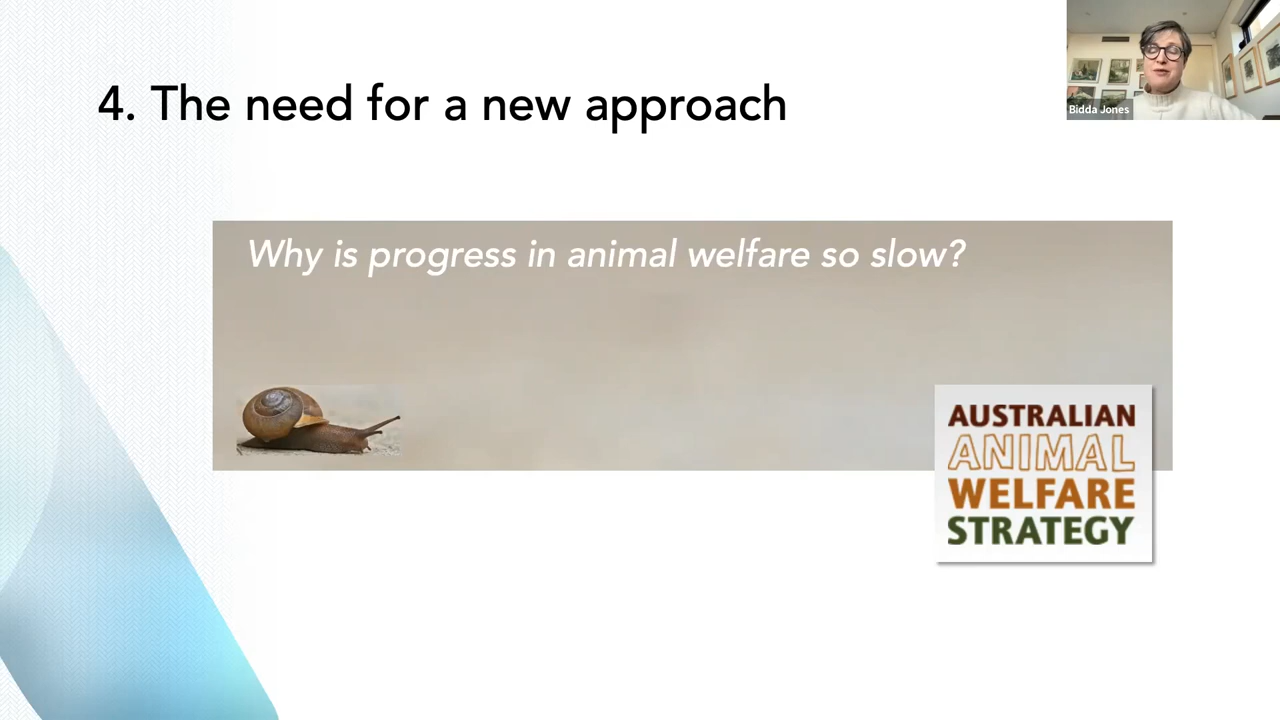 4. The need for a new approach
Bidda Jones
Why is progress in animal welfare so slow?
AUSTRALIAN
ANIMAL
WELFARE
STRATEGY